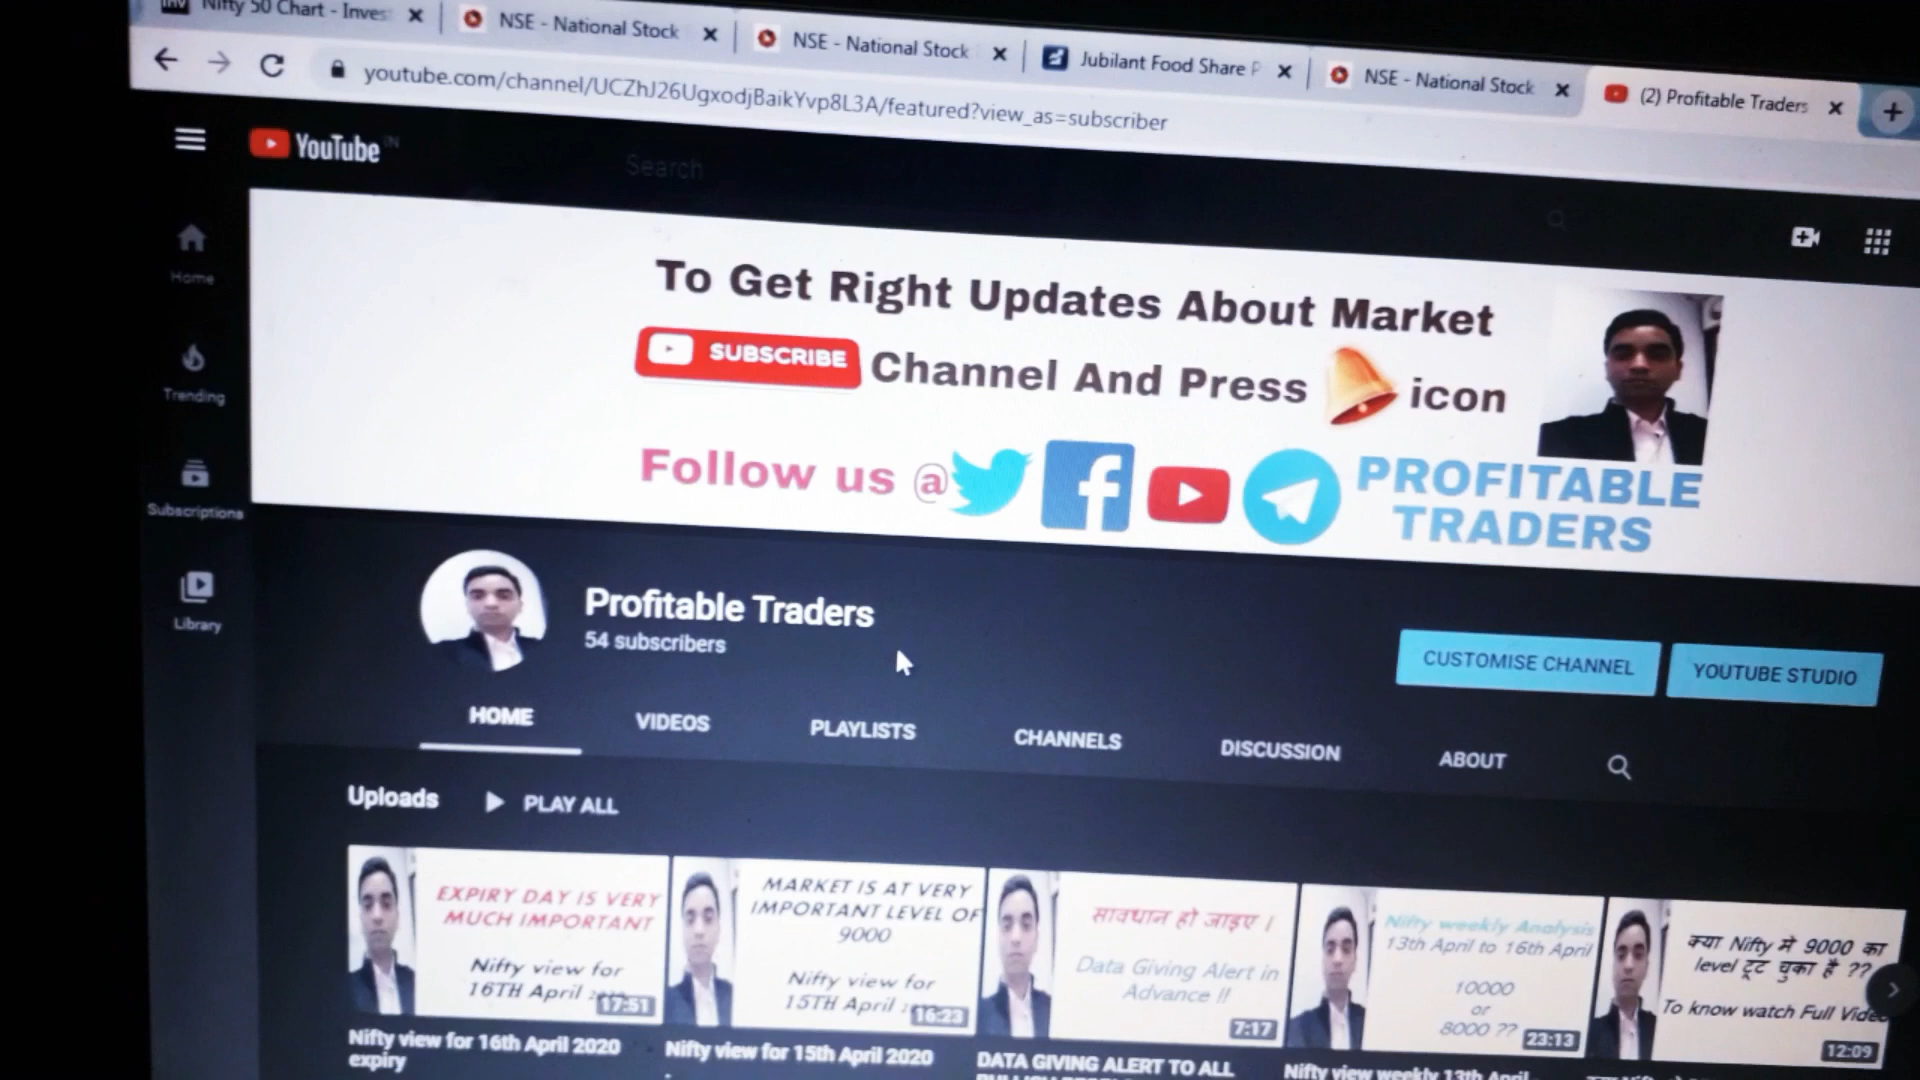 Nifty 50 Chart - Inves
NSE - National Stock
NSE - National Stock
Jubilant Food Share P
NSE - National Stock
(2) Profitable Traders
youtube.com/channel/UCZhJ26UgxodjBaikYvp8L3A/featured?view_as=subscriber
YouTube IN
Search
Home
Trending
Subscriptions
Library
To Get Right Updates About Market
SUBSCRIBE Channel And Press icon
Follow us @ PROFITABLE
TRADERS
Profitable Traders
54 subscribers
CUSTOMISE CHANNEL
YOUTUBE STUDIO
HOME VIDEOS PLAYLISTS CHANNELS DISCUSSION ABOUT
Uploads PLAY ALL
EXPIRY DAY IS VERY
MUCH IMPORTANT
Nifty view for
16TH April
17:51
Nifty view for 16th April 2020
expiry
MARKET IS AT VERY
IMPORTANT LEVEL OF
9000
Nifty view for
15TH April
16:23
Nifty view for 15th April 2020
सावधान हो जाइए ।
Data Giving Alert in
Advance !!
7:17
DATA GIVING ALERT TO ALL
Nifty weekly Analysis
13th April to 16th April
10000
or
8000 ??
23:13
Nifty view weekly 13th April
क्या Nifty मे 9000 का
level टूट चुका है ??
To know watch Full Video
12:09